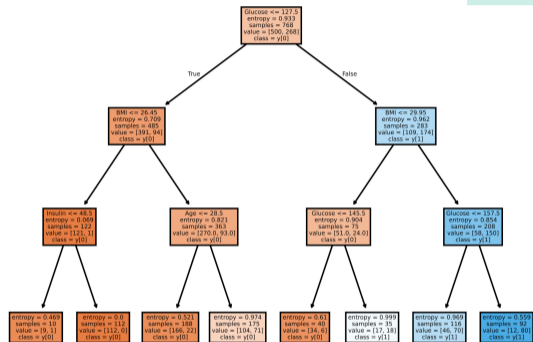 Glucose <= 127.5
entropy = 0.933
samples = 768
value = [500, 268]
class = y[0]
True
False
BMI <= 26.45
entropy = 0.709
samples = 485
value = [391, 94]
class = y[0]
BMI <= 29.95
entropy = 0.962
samples = 283
value = [109, 174]
class = y[1]
Insulin <= 48.5
entropy = 0.069
samples = 122
value = [121, 1]
class = y[0]
Age <= 28.5
entropy = 0.821
samples = 363
value = [270.0, 93.0]
class = y[0]
Glucose <= 145.5
entropy = 0.904
samples = 75
value = [51.0, 24.0]
class = y[0]
Glucose <= 157.5
entropy = 0.854
samples = 208
value = [58, 150]
class = y[1]
entropy = 0.469
samples = 10
value = [9, 1]
class = y[0]
entropy = 0.0
samples = 112
value = [112, 0]
class = y[0]
entropy = 0.521
samples = 188
value = [166, 22]
class = y[0]
entropy = 0.974
samples = 175
value = [104, 71]
class = y[0]
entropy = 0.61
samples = 40
value = [34, 6]
class = y[0]
entropy = 0.999
samples = 35
value = [17, 18]
class = y[1]
entropy = 0.969
samples = 116
value = [46, 70]
class = y[1]
entropy = 0.559
samples = 92
value = [12, 80]
class = y[1]